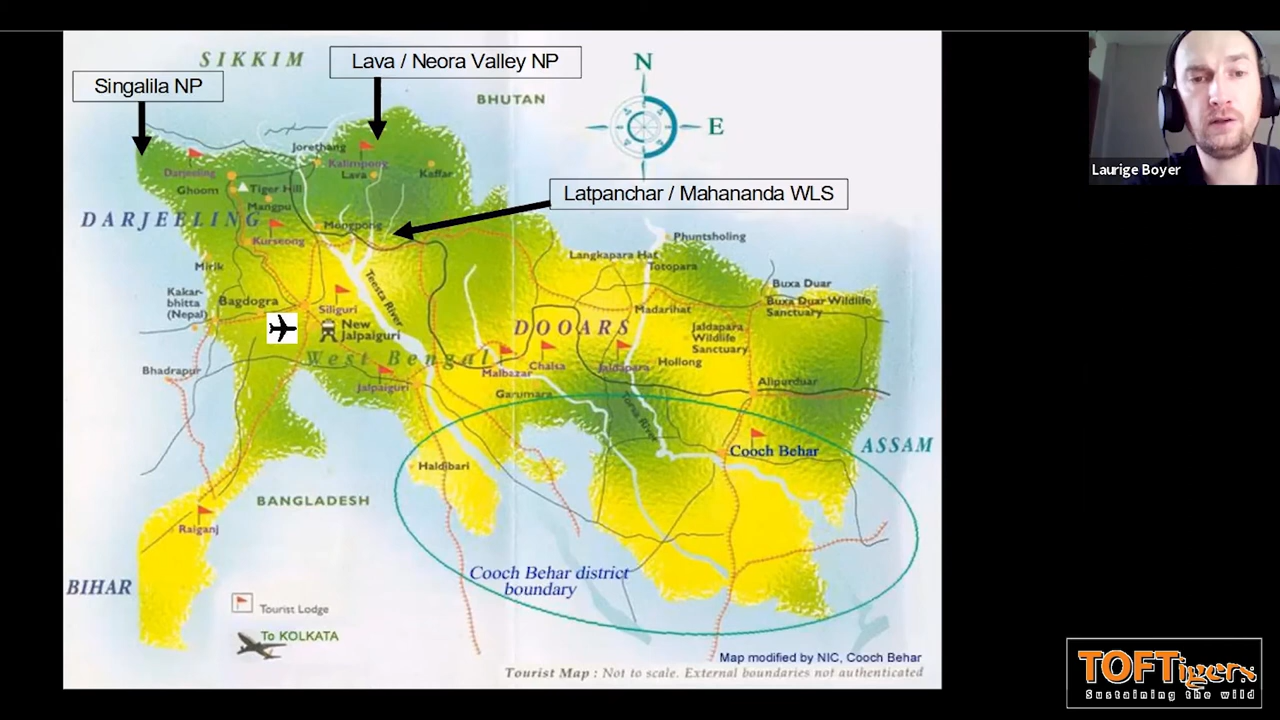 SIKKIM
Lava / Neora Valley NP
Singalila NP
BHUTAN
N
E
Jorethang
Kalimpong
Darjeeling
Lava
Kaffar
Ghoom
Tiger Hill
Mangpu
Latpanchar / Mahananda WLS
DARJEELING
Mongpong
Kurseong
Phuntsholing
Langkapara Hat
Totopara
Mirik
Teesta River
Buxa Duar
Kakar-
bhitta
(Nepal)
Bagdogra
Siliguri
Buxa Duar Wildlife
Sanctuary
Madarihat
New
Jalpaiguri
DOOARS
Jaldapara
Wildlife
Sanctuary
West Bengal
Malbazar
Chalsa
Jaldapara
Hollong
Bhadrapur
Jalpaiguri
Garumara
Alipurduar
Torsa River
Cooch Behar
ASSAM
Haldibari
BANGLADESH
Raiganj
BIHAR
Cooch Behar district
boundary
Tourist Lodge
To KOLKATA
Map modified by NIC, Cooch Behar
Tourist Map : Not to scale. External boundaries not authenticated
Laurige Boyer
TOFTigers
Sustaining the wild